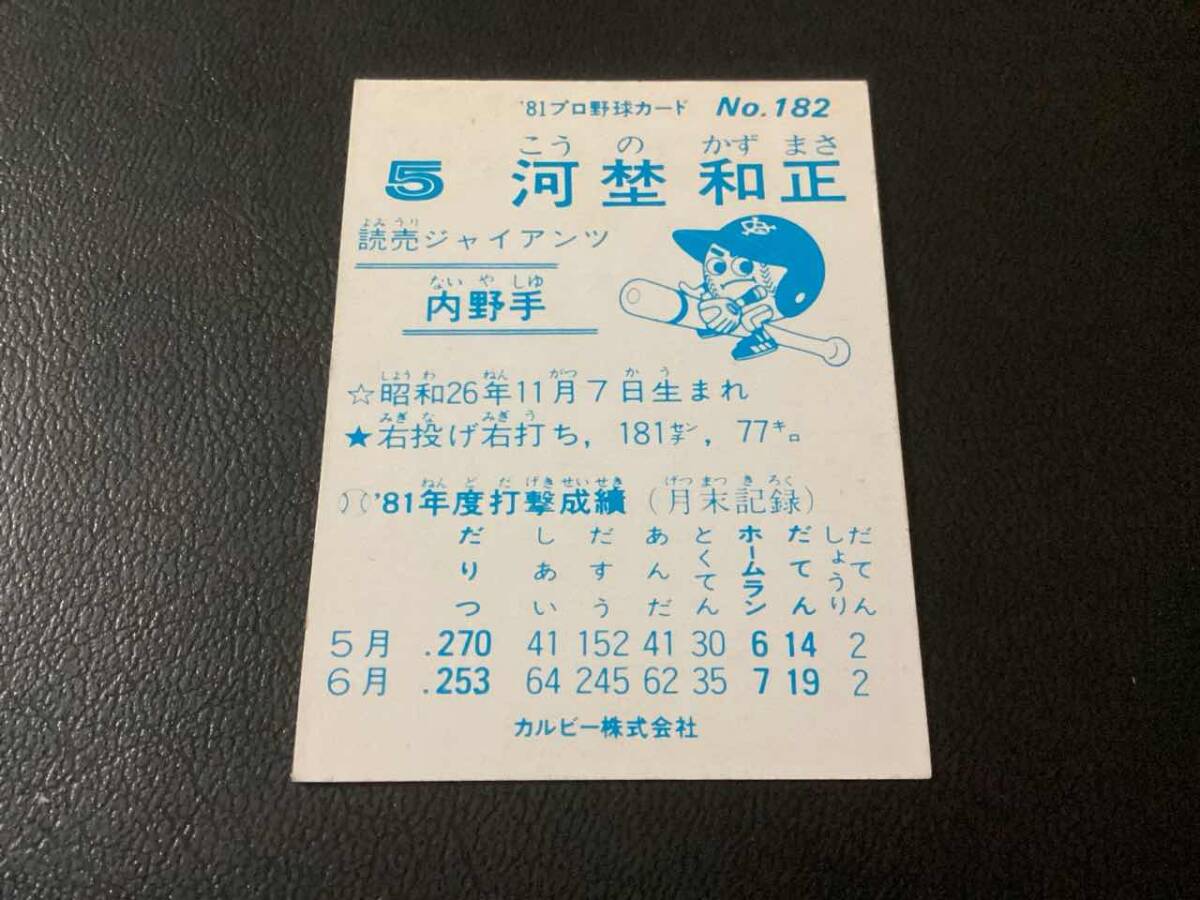 '81プロ野球カード No.182
こう の かず まさ
5 河埜 和正
よみ うり
読売ジャイアンツ
ない や しゆ
内野手
しょう わ ねん がつ か う
☆昭和26年11月7日生まれ
みぎ な みぎ う
★右投げ右打ち，181センチ，77キロ。
ねん ど だ げき せい せき げつ まつ き ろく
'81年度打撃成績（月末記録）
だりつ しあい だすう あんだ とくてん ホームラン だてん しょうり だてん
5月 .270 41 152 41 30 6 14 2
6月 .253 64 245 62 35 7 19 2
カルビー株式会社